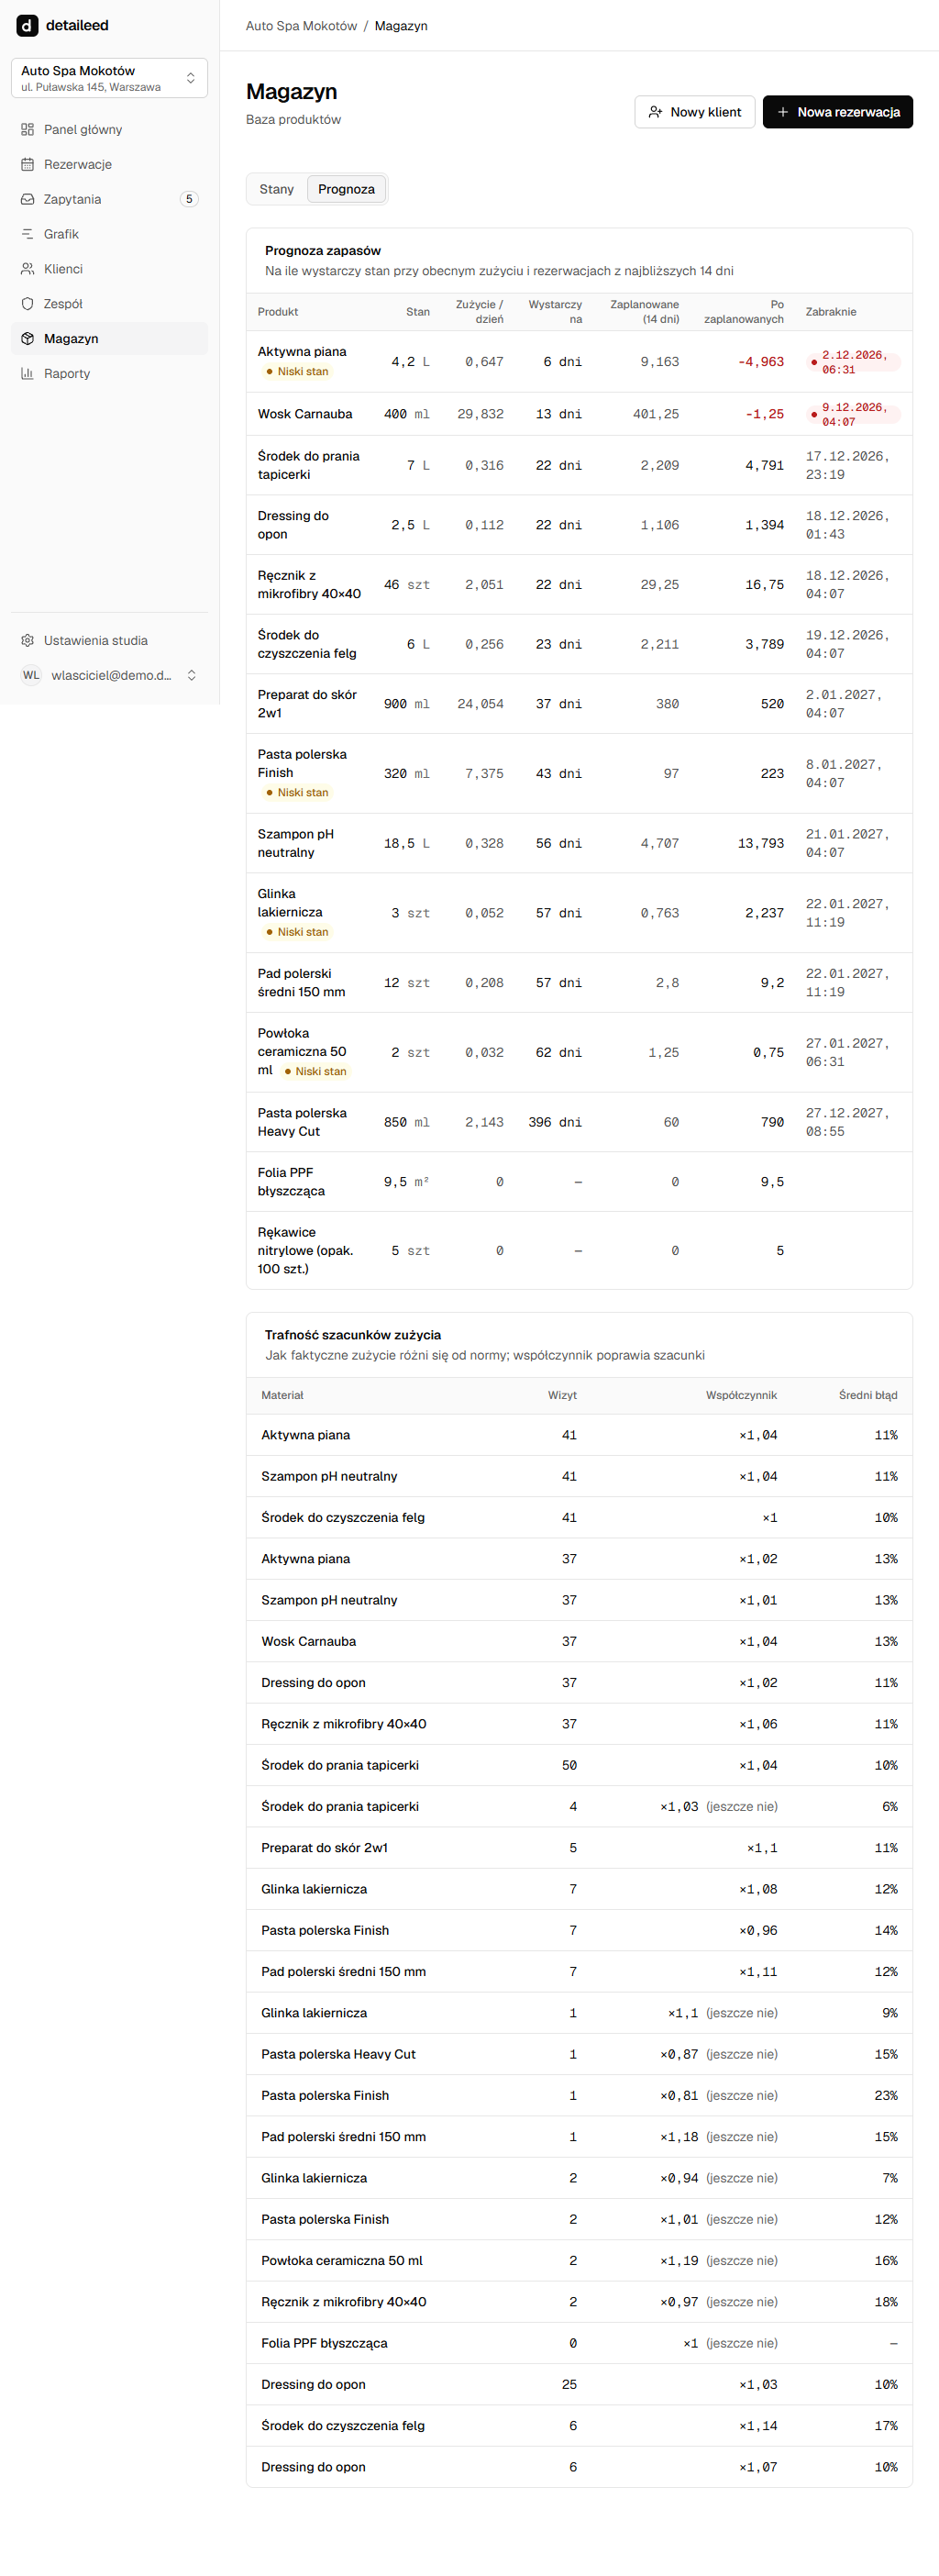 detaileed
Auto Spa Mokotów / Magazyn
Auto Spa Mokotów
ul. Puławska 145, Warszawa
Panel główny
Rezerwacje
Zapytania 5
Grafik
Klienci
Zespół
Magazyn
Raporty
Ustawienia studia
WL wlasciciel@demo.d...
Magazyn
Baza produktów
Nowy klient
Nowa rezerwacja
Stany
Prognoza
Prognoza zapasów
Na ile wystarczy stan przy obecnym zużyciu i rezerwacjach z najbliższych 14 dni
Produkt Stan Zużycie / dzień Wystarczy na Zaplanowane (14 dni) Po zaplanowanych Zabraknie
Aktywna piana Niski stan 4,2 L 0,647 6 dni 9,163 -4,963 2.12.2026, 06:31
Wosk Carnauba 400 ml 29,832 13 dni 401,25 -1,25 9.12.2026, 04:07
Środek do prania tapicerki 7 L 0,316 22 dni 2,209 4,791 17.12.2026, 23:19
Dressing do opon 2,5 L 0,112 22 dni 1,106 1,394 18.12.2026, 01:43
Ręcznik z mikrofibry 40×40 46 szt 2,051 22 dni 29,25 16,75 18.12.2026, 04:07
Środek do czyszczenia felg 6 L 0,256 23 dni 2,211 3,789 19.12.2026, 04:07
Preparat do skór 2w1 900 ml 24,054 37 dni 380 520 2.01.2027, 04:07
Pasta polerska Finish Niski stan 320 ml 7,375 43 dni 97 223 8.01.2027, 04:07
Szampon pH neutralny 18,5 L 0,328 56 dni 4,707 13,793 21.01.2027, 04:07
Glinka lakiernicza Niski stan 3 szt 0,052 57 dni 0,763 2,237 22.01.2027, 11:19
Pad polerski średni 150 mm 12 szt 0,208 57 dni 2,8 9,2 22.01.2027, 11:19
Powłoka ceramiczna 50 ml Niski stan 2 szt 0,032 62 dni 1,25 0,75 27.01.2027, 06:31
Pasta polerska Heavy Cut 850 ml 2,143 396 dni 60 790 27.12.2027, 08:55
Folia PPF błyszcząca 9,5 m² 0 – 0 9,5
Rękawice nitrylowe (opak. 100 szt.) 5 szt 0 – 0 5
Trafność szacunków zużycia
Jak faktyczne zużycie różni się od normy; współczynnik poprawia szacunki
Materiał Wizyt Współczynnik Średni błąd
Aktywna piana 41 ×1,04 11%
Szampon pH neutralny 41 ×1,04 11%
Środek do czyszczenia felg 41 ×1 10%
Aktywna piana 37 ×1,02 13%
Szampon pH neutralny 37 ×1,01 13%
Wosk Carnauba 37 ×1,04 13%
Dressing do opon 37 ×1,02 11%
Ręcznik z mikrofibry 40×40 37 ×1,06 11%
Środek do prania tapicerki 50 ×1,04 10%
Środek do prania tapicerki 4 ×1,03 (jeszcze nie) 6%
Preparat do skór 2w1 5 ×1,1 11%
Glinka lakiernicza 7 ×1,08 12%
Pasta polerska Finish 7 ×0,96 14%
Pad polerski średni 150 mm 7 ×1,11 12%
Glinka lakiernicza 1 ×1,1 (jeszcze nie) 9%
Pasta polerska Heavy Cut 1 ×0,87 (jeszcze nie) 15%
Pasta polerska Finish 1 ×0,81 (jeszcze nie) 23%
Pad polerski średni 150 mm 1 ×1,18 (jeszcze nie) 15%
Glinka lakiernicza 2 ×0,94 (jeszcze nie) 7%
Pasta polerska Finish 2 ×1,01 (jeszcze nie) 12%
Powłoka ceramiczna 50 ml 2 ×1,19 (jeszcze nie) 16%
Ręcznik z mikrofibry 40×40 2 ×0,97 (jeszcze nie) 18%
Folia PPF błyszcząca 0 ×1 (jeszcze nie) –
Dressing do opon 25 ×1,03 10%
Środek do czyszczenia felg 6 ×1,14 17%
Dressing do opon 6 ×1,07 10%